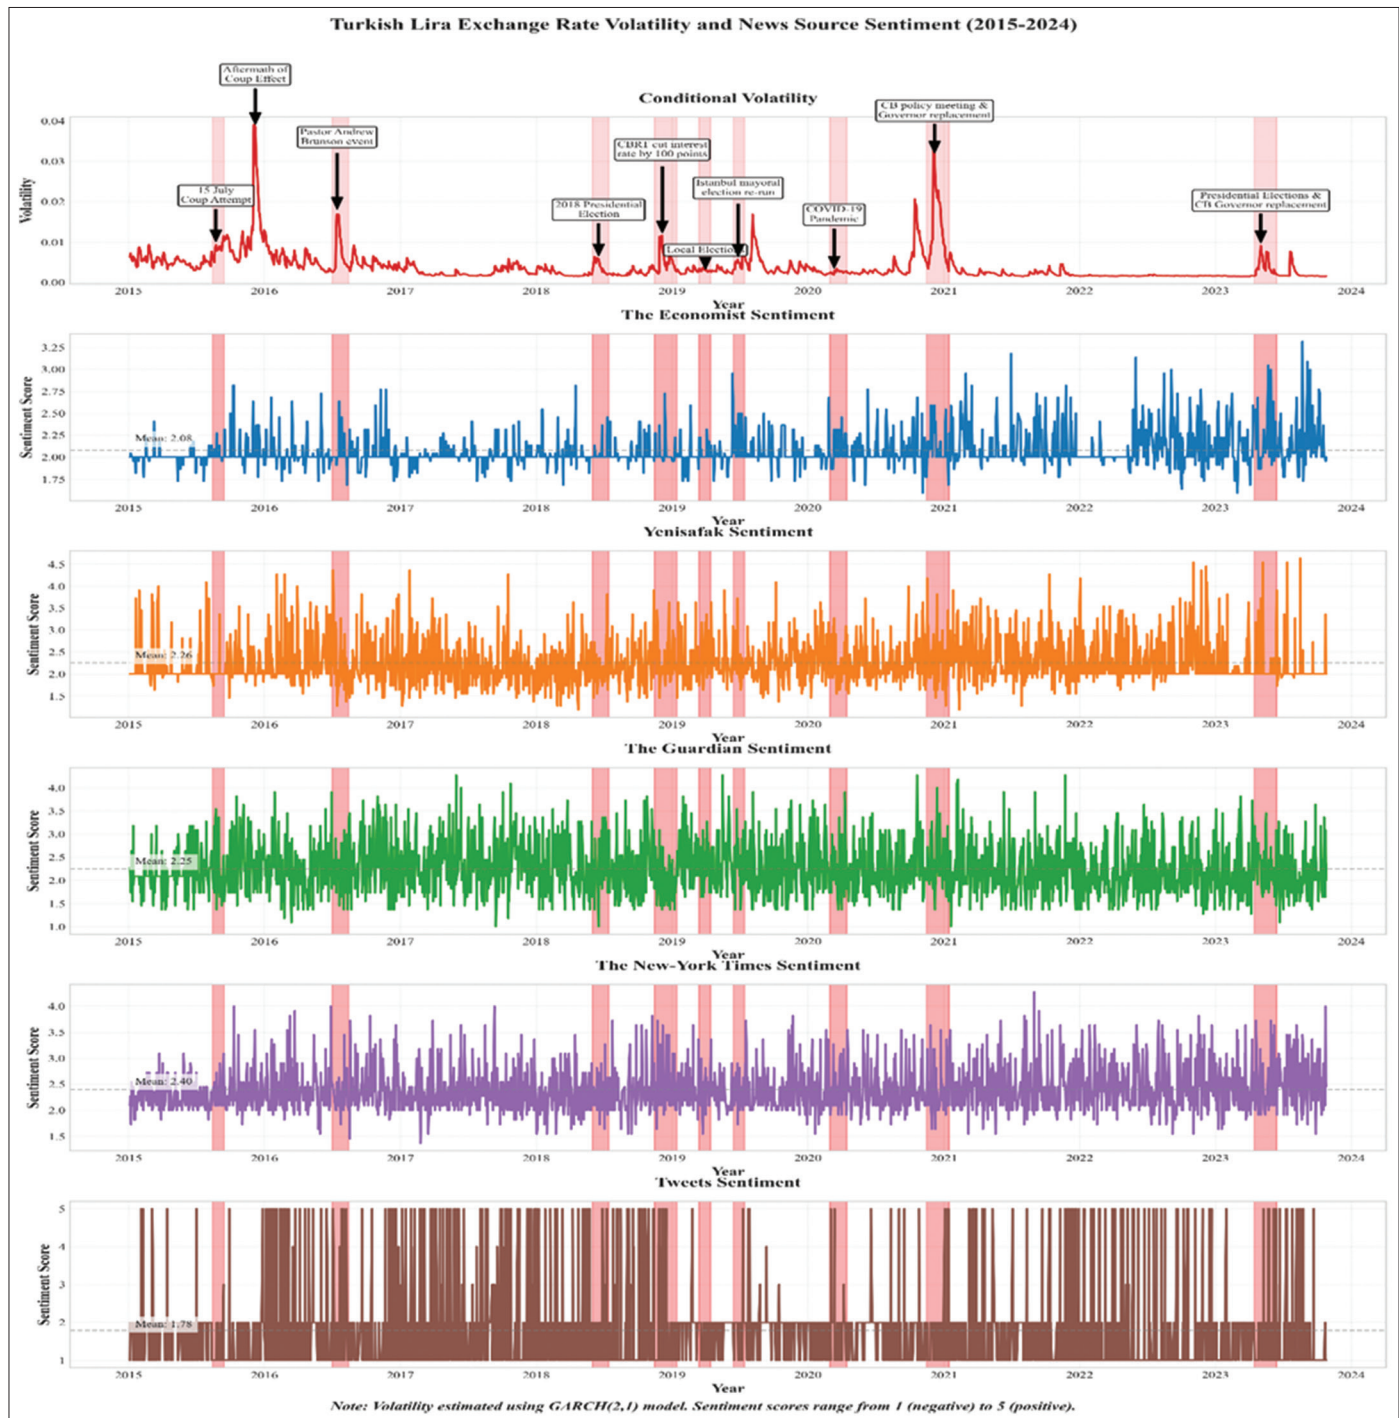 Turkish Lira Exchange Rate Volatility and News Source Sentiment (2015-2024)
Aftermath of
Coup Effect
Conditional Volatility
CB policy meeting &
Governor replacement
Pastor Andrew
Brunson event
CBRT cut interest
rate by 100 points
15 July
Coup Attempt
2018 Presidential
Election
Istanbul mayoral
election re-run
Local Election
COVID-19
Pandemic
Presidential Elections &
CB Governor replacement
Volatility
0.04
0.03
0.02
0.01
0.00
2015 2016 2017 2018 2019 2020 2021 2022 2023 2024
Year
The Economist Sentiment
Sentiment Score
3.25
3.00
2.75
2.50
2.25
2.00
1.75
Mean: 2.08
2015 2016 2017 2018 2019 2020 2021 2022 2023 2024
Year
Yenisafak Sentiment
Sentiment Score
4.5
4.0
3.5
3.0
2.5
2.0
1.5
Mean: 2.26
2015 2016 2017 2018 2019 2020 2021 2022 2023 2024
Year
The Guardian Sentiment
Sentiment Score
4.0
3.5
3.0
2.5
2.0
1.5
1.0
Mean: 2.25
2015 2016 2017 2018 2019 2020 2021 2022 2023 2024
Year
The New-York Times Sentiment
Sentiment Score
4.0
3.5
3.0
2.5
2.0
1.5
Mean: 2.40
2015 2016 2017 2018 2019 2020 2021 2022 2023 2024
Year
Tweets Sentiment
Sentiment Score
5
4
3
2
1
Mean: 1.78
2015 2016 2017 2018 2019 2020 2021 2022 2023 2024
Year
Note: Volatility estimated using GARCH(2,1) model. Sentiment scores range from 1 (negative) to 5 (positive).